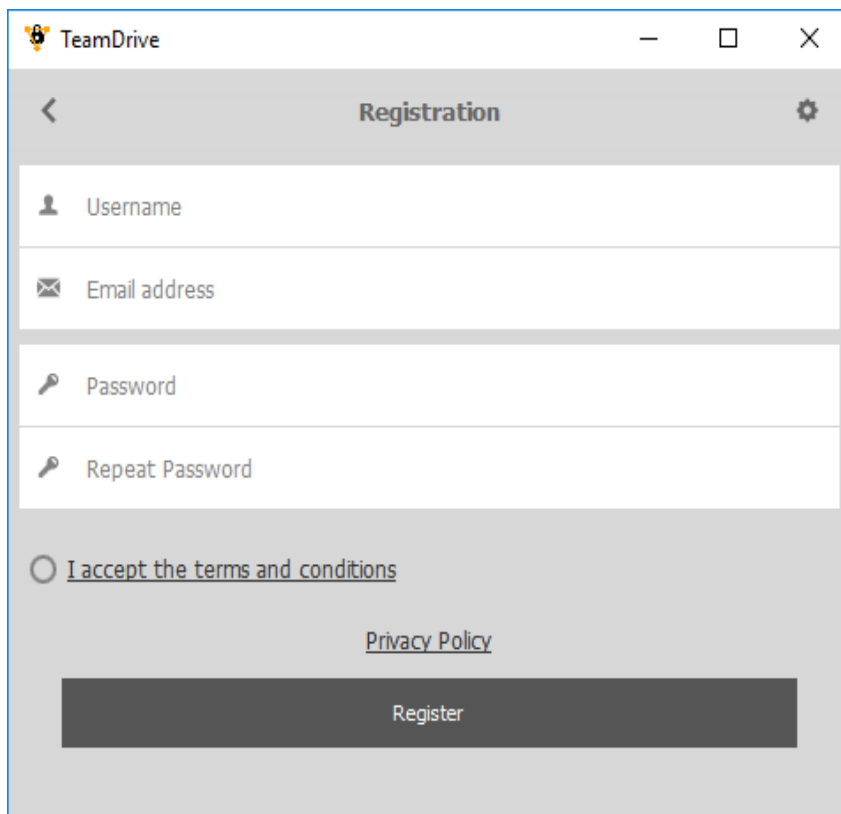 TeamDrive
Registration
Username
Email address
Password
Repeat Password
I accept the terms and conditions
Privacy Policy
Register